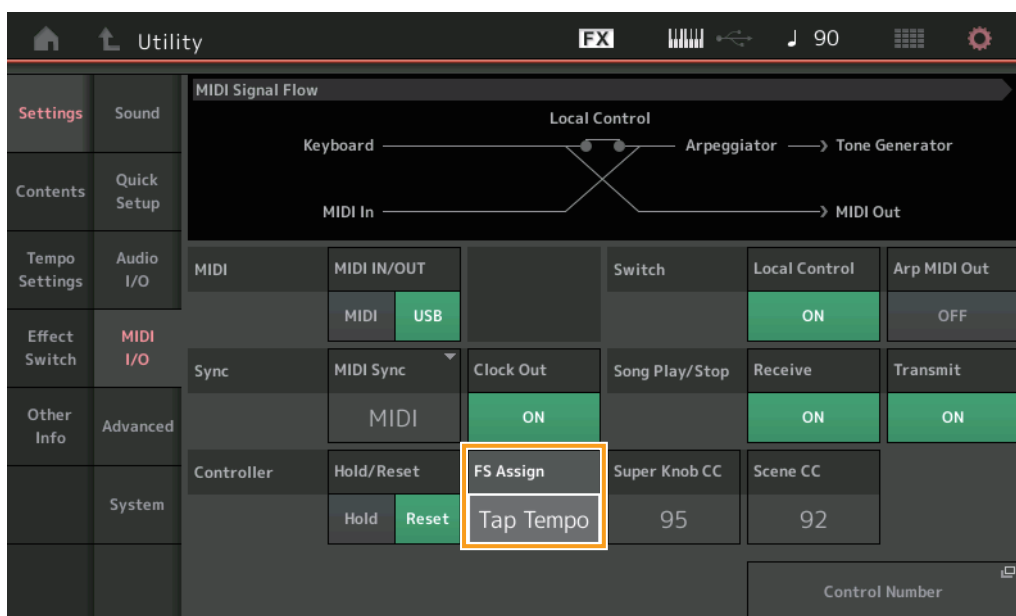 Utility FX 90
MIDI Signal Flow
Settings Sound
Local Control
Keyboard Arpeggiator Tone Generator
Contents Quick Setup
MIDI In MIDI Out
Tempo Settings Audio I/O
MIDI MIDI IN/OUT Switch Local Control Arp MIDI Out
MIDI USB ON OFF
Effect Switch MIDI I/O
Sync MIDI Sync Clock Out Song Play/Stop Receive Transmit
MIDI ON ON ON
Other Info Advanced
Controller Hold/Reset FS Assign Super Knob CC Scene CC
System
Hold Reset Tap Tempo 95 92
Control Number